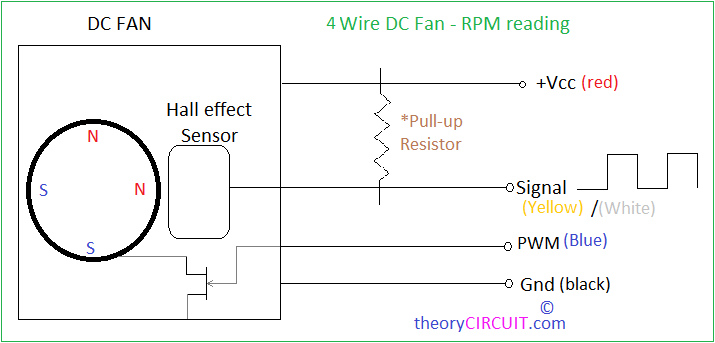 DC FAN
4 Wire DC Fan - RPM reading
+Vcc (red)
Hall effect
Sensor
*Pull-up
Resistor
N
S
N
S
Signal
(Yellow) /(White)
PWM (Blue)
Gnd (black)
©
theoryCIRCUIT.com